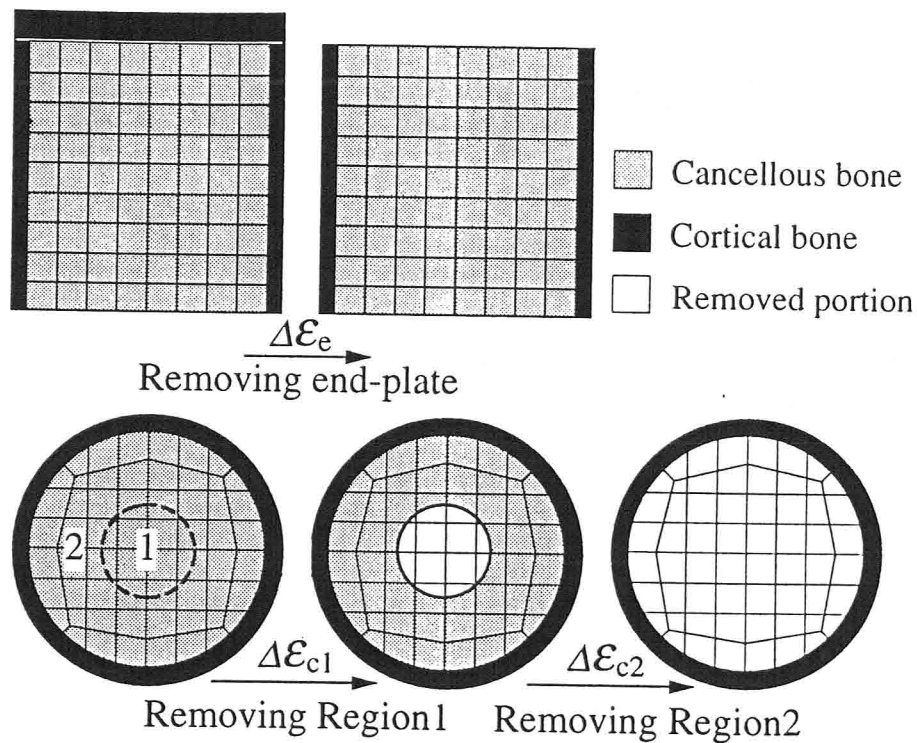 Cancellous bone
Cortical bone
Removed portion
Δℰe
Removing end-plate
2
1
Δℰc1
Δℰc2
Removing Region1
Removing Region2